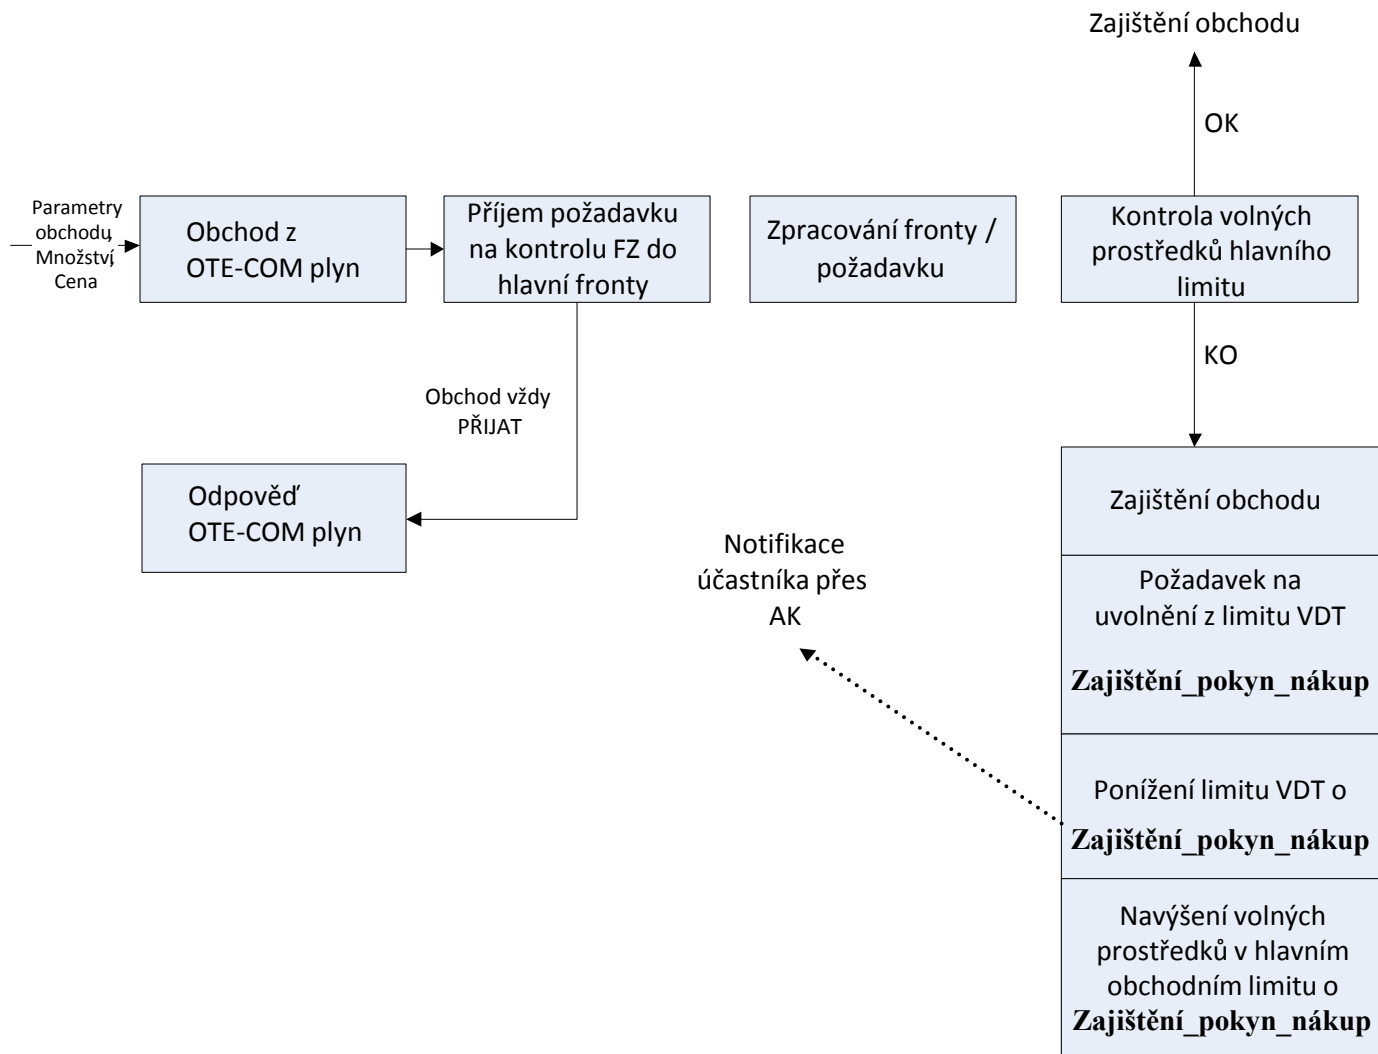 Zajištění obchodu
OK
Parametry
obchodu,
Množství,
Cena
Obchod z
OTE-COM plyn
Příjem požadavku
na kontrolu FZ do
hlavní fronty
Zpracování fronty /
požadavku
Kontrola volných
prostředků hlavního
limitu
KO
Obchod vždy
PŘIJAT
Odpověď
OTE-COM plyn
Notifikace
účastníka přes
AK
Zajištění obchodu
Požadavek na
uvolnění z limitu VDT
Zajištění_pokyn_nákup
Ponížení limitu VDT o
Zajištění_pokyn_nákup
Navýšení volných
prostředků v hlavním
obchodním limitu o
Zajištění_pokyn_nákup